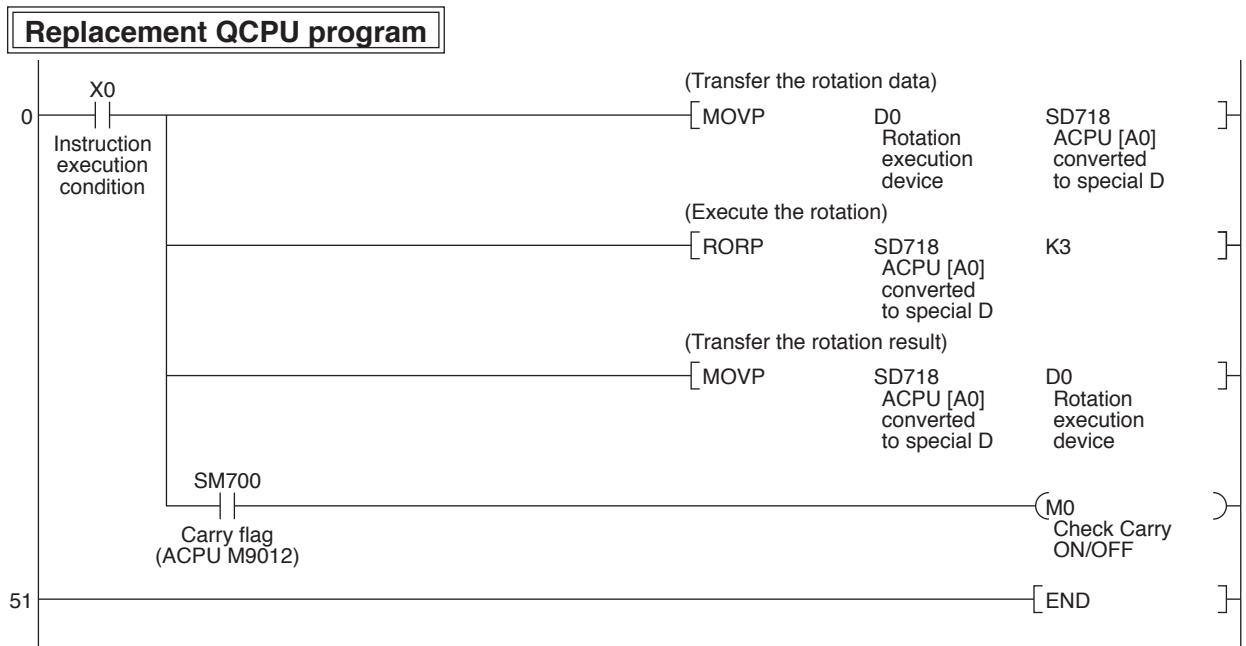 Replacement QCPU program
X0
0
Instruction
execution
condition
(Transfer the rotation data)
MOVP D0 SD718
Rotation ACPU [A0]
execution converted
device to special D
(Execute the rotation)
RORP SD718 K3
ACPU [A0]
converted
to special D
(Transfer the rotation result)
MOVP SD718 D0
ACPU [A0] Rotation
converted execution
to special D device
SM700
Carry flag
(ACPU M9012)
M0
Check Carry
ON/OFF
51 END